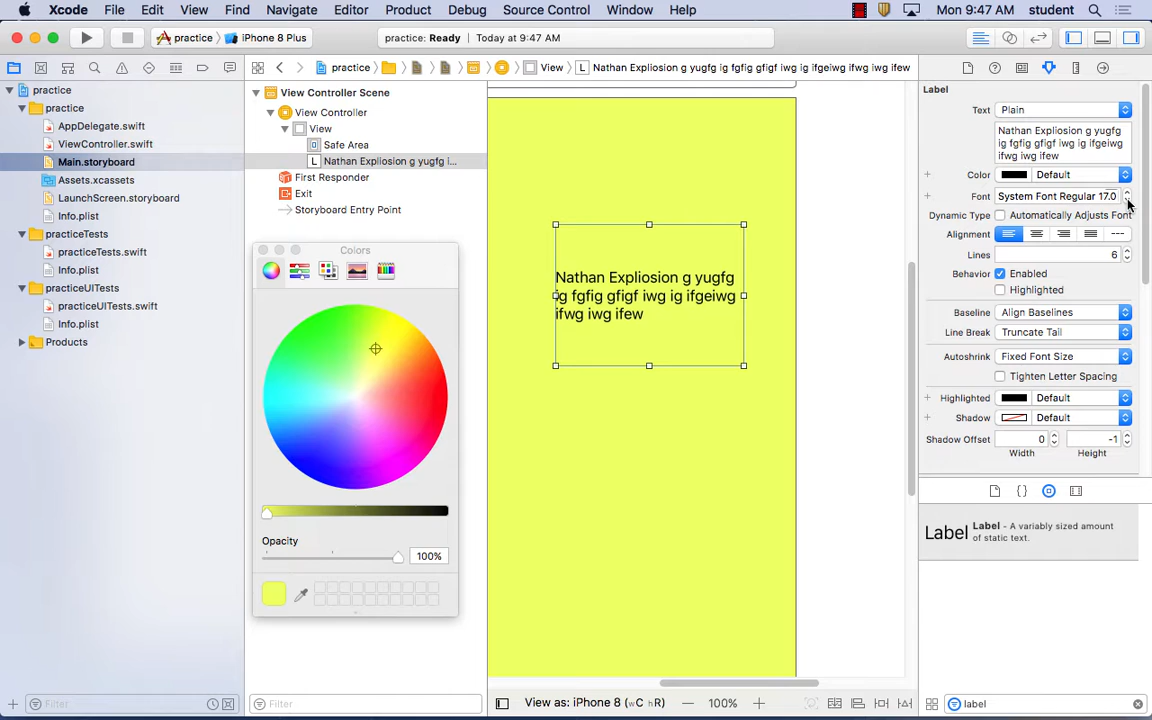 Xcode File Edit View Find Navigate Editor Product Debug Source Control Window Help Mon 9:47 AM student
practice iPhone 8 Plus practice: Ready Today at 9:47 AM
practice View L Nathan Expliosion g yugfg ig fgfig gfigf iwg ig ifgeiwg ifwg iwg ifew
practice
practice
AppDelegate.swift
ViewController.swift
Main.storyboard
Assets.xcassets
LaunchScreen.storyboard
Info.plist
practiceTests
practiceTests.swift
Info.plist
practiceUITests
practiceUITests.swift
Info.plist
Products
Filter
View Controller Scene
View Controller
View
Safe Area
L Nathan Expliosion g yugfg i...
First Responder
Exit
Storyboard Entry Point
Colors
Opacity
100%
Filter
Nathan Expliosion g yugfg
ig fgfig gfigf iwg ig ifgeiwg
ifwg iwg ifew
View as: iPhone 8 (wC hR) 100%
Label
Text Plain
Nathan Expliosion g yugfg
ig fgfig gfigf iwg ig ifgeiwg
ifwg iwg ifew
Color Default
Font System Font Regular 17.0
Dynamic Type Automatically Adjusts Font
Alignment
Lines 6
Behavior Enabled
Highlighted
Baseline Align Baselines
Line Break Truncate Tail
Autoshrink Fixed Font Size
Tighten Letter Spacing
Highlighted Default
Shadow Default
Shadow Offset 0 -1
Width Height
Label
Label - A variably sized amount
of static text.
label